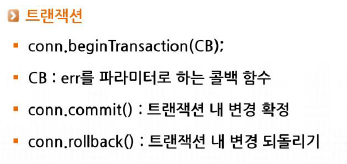 트랜잭션
conn.beginTransaction(CB);
CB : err를 파라미터로 하는 콜백 함수
conn.commit() : 트랜잭션 내 변경 확정
conn.rollback() : 트랜잭션 내 변경 되돌리기